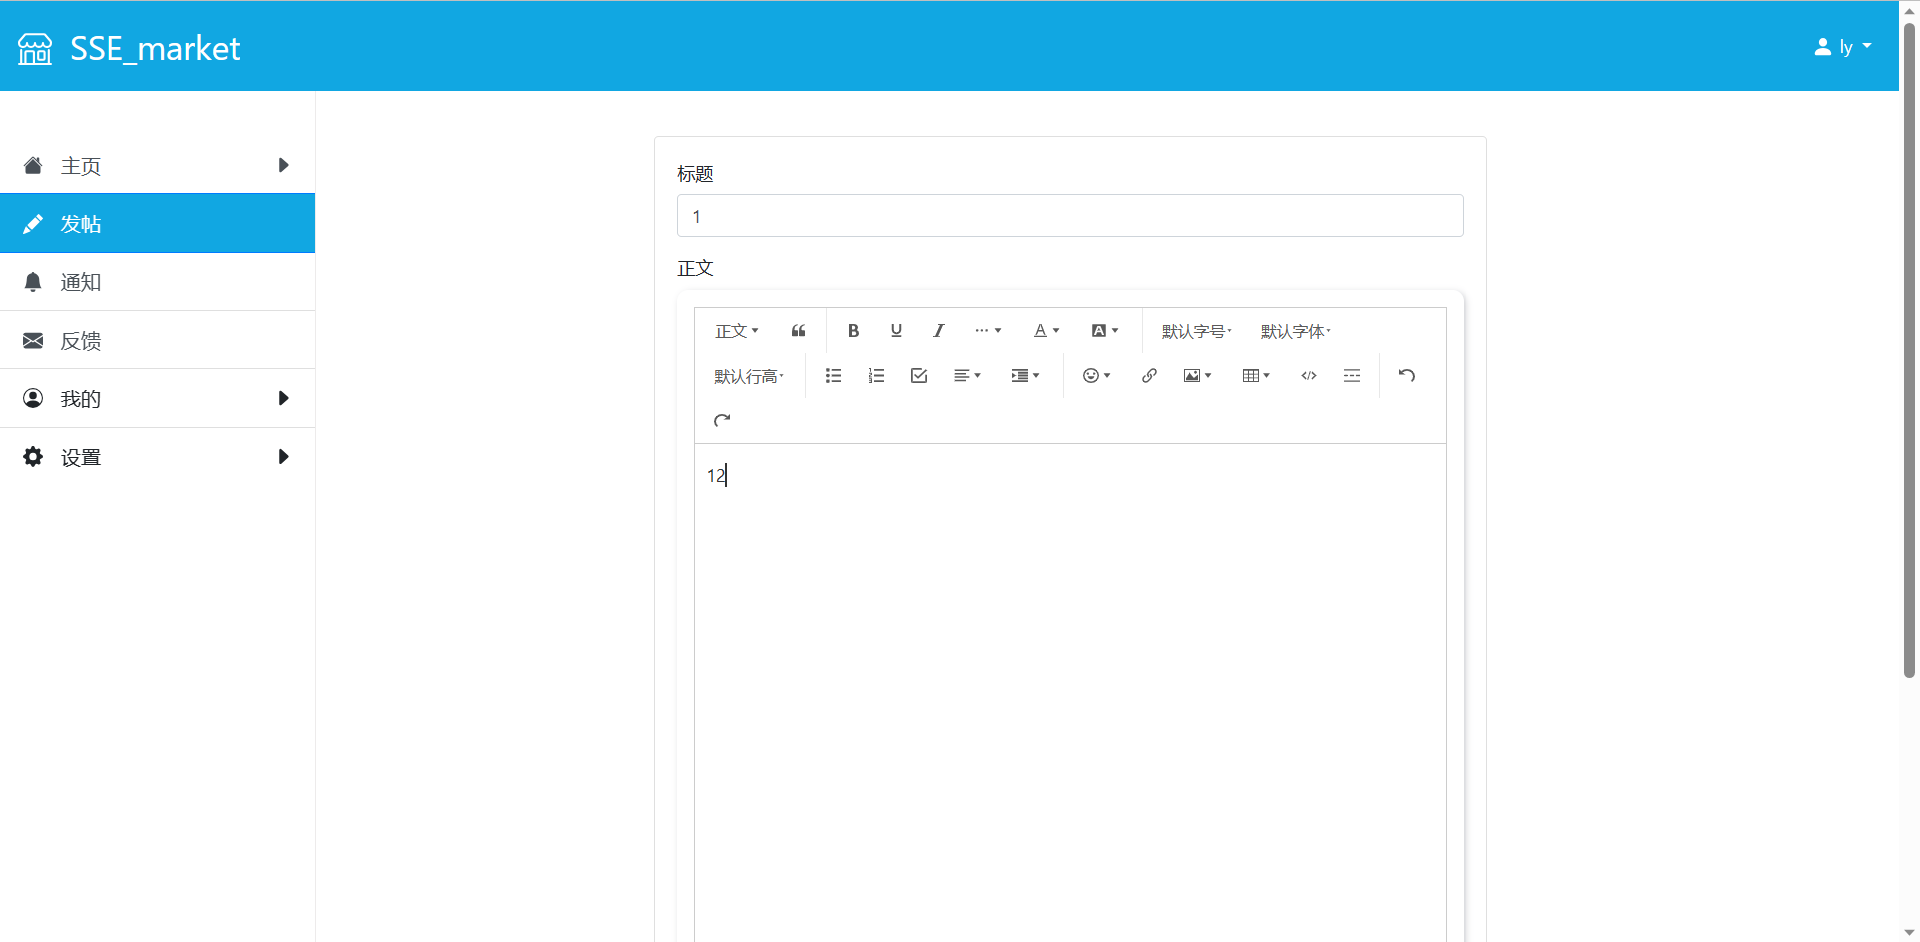 SSE_market
ly
主页
发帖
通知
反馈
我的
设置
标题
1
正文
正文 B U I ··· A A 默认字号 默认字体
默认行高
12